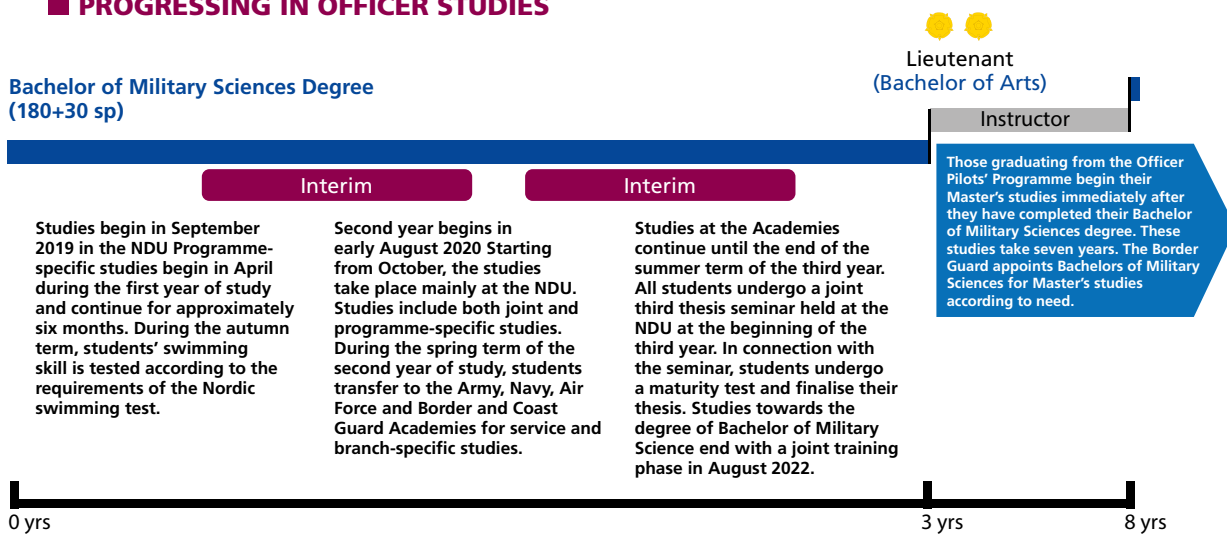 PROGRESSING IN OFFICER STUDIES
Lieutenant
(Bachelor of Arts)
Bachelor of Military Sciences Degree
(180+30 sp)
Instructor
Interim
Interim
Studies begin in September
2019 in the NDU Programme-
specific studies begin in April
during the first year of study
and continue for approximately
six months. During the autumn
term, students’ swimming
skill is tested according to the
requirements of the Nordic
swimming test.
Second year begins in
early August 2020 Starting
from October, the studies
take place mainly at the NDU.
Studies include both joint and
programme-specific studies.
During the spring term of the
second year of study, students
transfer to the Army, Navy, Air
Force and Border and Coast
Guard Academies for service and
branch-specific studies.
Studies at the Academies
continue until the end of the
summer term of the third year.
All students undergo a joint
third thesis seminar held at the
NDU at the beginning of the
third year. In connection with
the seminar, students undergo
a maturity test and finalise their
thesis. Studies towards the
degree of Bachelor of Military
Science end with a joint training
phase in August 2022.
Those graduating from the Officer
Pilots’ Programme begin their
Master’s studies immediately after
they have completed their Bachelor
of Military Sciences degree. These
studies take seven years. The Border
Guard appoints Bachelors of Military
Sciences for Master’s studies
according to need.
0 yrs
3 yrs
8 yrs